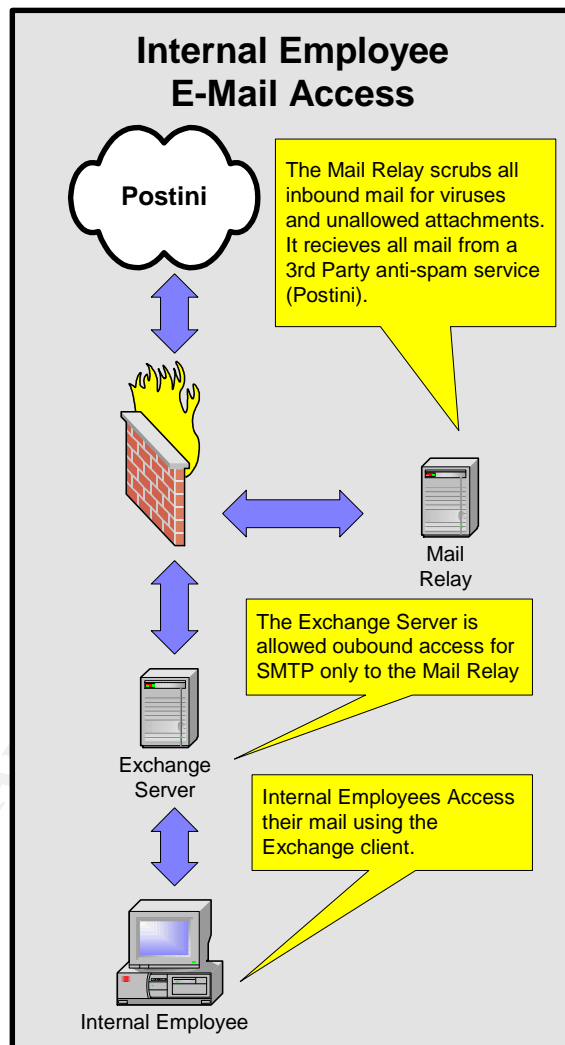 Internal Employee
E-Mail Access
Postini
The Mail Relay scrubs all
inbound mail for viruses
and unallowed attachments.
It recieves all mail from a
3rd Party anti-spam service
(Postini).
Mail
Relay
The Exchange Server is
allowed oubound access for
SMTP only to the Mail Relay
Exchange
Server
Internal Employees Access
their mail using the
Exchange client.
Internal Employee